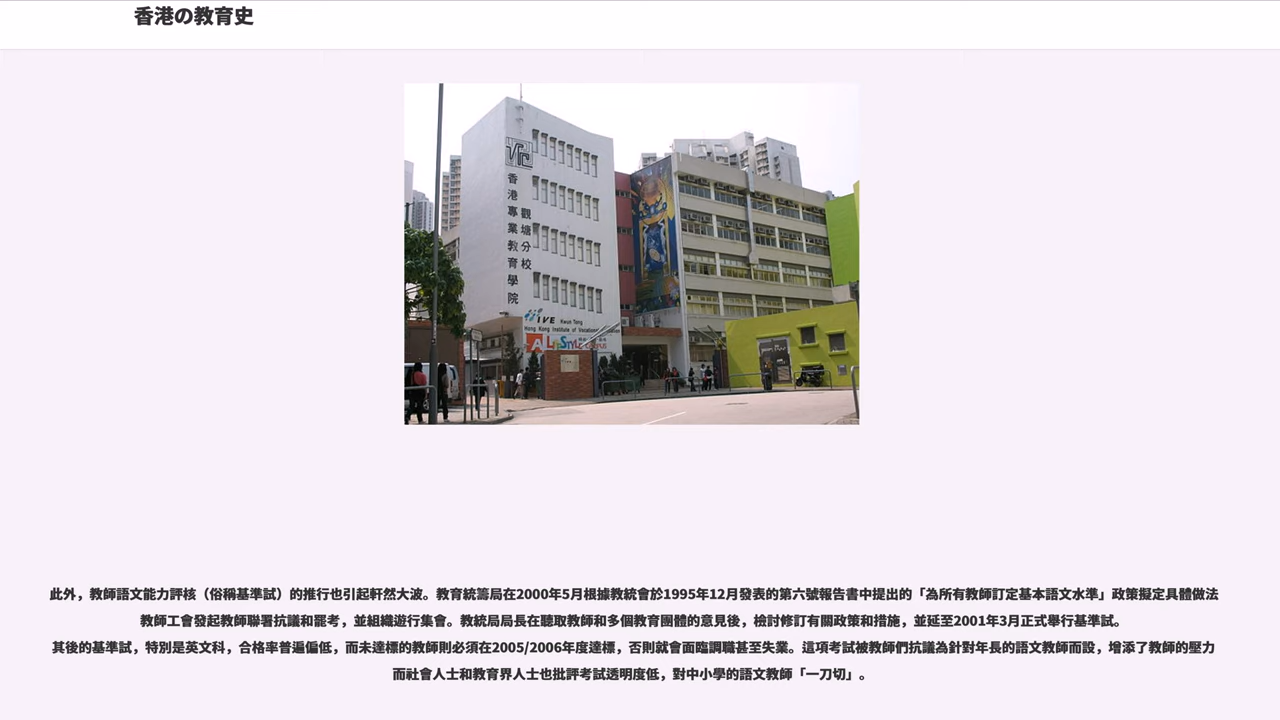 香港の教育史
香港專業教育學院
觀塘分校
IVE Kwun Tong
Hong Kong Institute of Vocational Education
此外，教師語文能力評核（俗稱基準試）的推行也引起軒然大波。教育統籌局在2000年5月根據教統會於1995年12月發表的第六號報告書中提出的「為所有教師訂定基本語文水準」政策擬定具體做法
教師工會發起教師聯署抗議和罷考，並組織遊行集會。教統局局長在聽取教師和多個教育團體的意見後，檢討修訂有關政策和措施，並延至2001年3月正式舉行基準試。
其後的基準試，特別是英文科，合格率普遍偏低，而未達標的教師則必須在2005/2006年度達標，否則就會面臨調職甚至失業。這項考試被教師們抗議為針對年長的語文教師而設，增添了教師的壓力
而社會人士和教育界人士也批評考試透明度低，對中小學的語文教師「一刀切」。